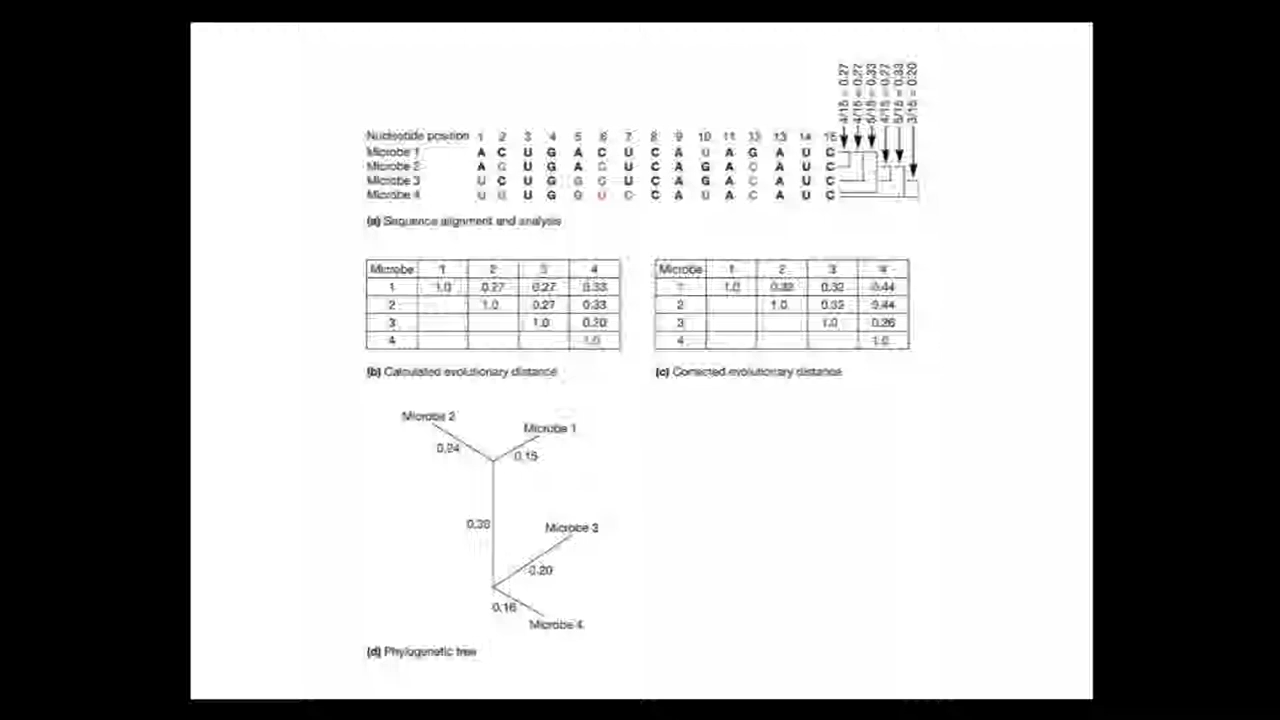 4/15 = 0.27
4/15 = 0.27
5/15 = 0.33
4/15 = 0.27
5/15 = 0.33
3/15 = 0.20
Nucleotide position 1 2 3 4 5 6 7 8 9 10 11 12 13 14 15
Microbe 1 A C U G A C U C A U A G A U C
Microbe 2 A G U G A U C A G A A U C
Microbe 3 U C U G G U C A G A C A U C
Microbe 4 U U G G U C C A U A C A U C
(a) Sequence alignment and analysis
Microbe 1 2 3 4
1 1.0 0.27 0.27 0.33
2 1.0 0.27 0.33
3 1.0 0.20
4 1.0
(b) Calculated evolutionary distance
Microbe 1 2 3 4
1 1.0 0.32 0.32 0.44
2 1.0 0.32 0.44
3 1.0 0.26
4 1.0
(c) Corrected evolutionary distance
Microbe 2
Microbe 1
0.24
0.15
0.38
Microbe 3
0.20
0.16
Microbe 4
(d) Phylogenetic tree